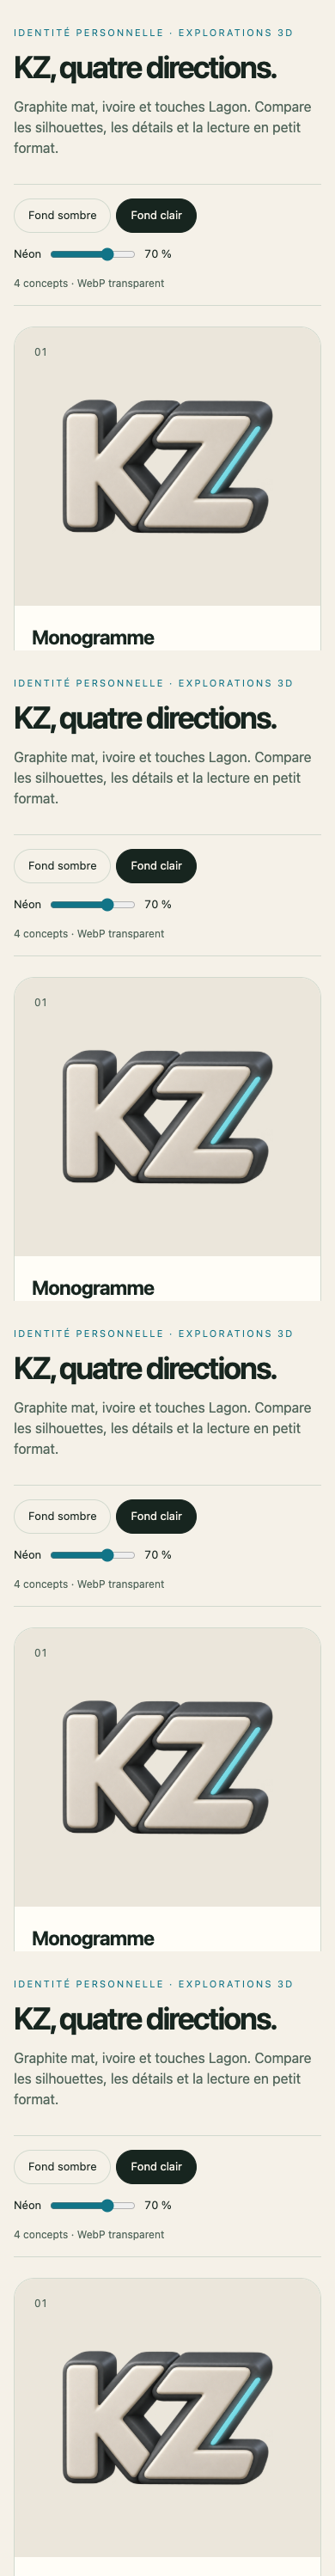 IDENTITÉ PERSONNELLE · EXPLORATIONS 3D
KZ, quatre directions.
Graphite mat, ivoire et touches Lagon. Compare
les silhouettes, les détails et la lecture en petit
format.
Fond sombre
Fond clair
Néon
70 %
4 concepts · WebP transparent
01
KZ
Monogramme
IDENTITÉ PERSONNELLE · EXPLORATIONS 3D
KZ, quatre directions.
Graphite mat, ivoire et touches Lagon. Compare
les silhouettes, les détails et la lecture en petit
format.
Fond sombre
Fond clair
Néon
70 %
4 concepts · WebP transparent
01
KZ
Monogramme
IDENTITÉ PERSONNELLE · EXPLORATIONS 3D
KZ, quatre directions.
Graphite mat, ivoire et touches Lagon. Compare
les silhouettes, les détails et la lecture en petit
format.
Fond sombre
Fond clair
Néon
70 %
4 concepts · WebP transparent
01
KZ
Monogramme
IDENTITÉ PERSONNELLE · EXPLORATIONS 3D
KZ, quatre directions.
Graphite mat, ivoire et touches Lagon. Compare
les silhouettes, les détails et la lecture en petit
format.
Fond sombre
Fond clair
Néon
70 %
4 concepts · WebP transparent
01
KZ